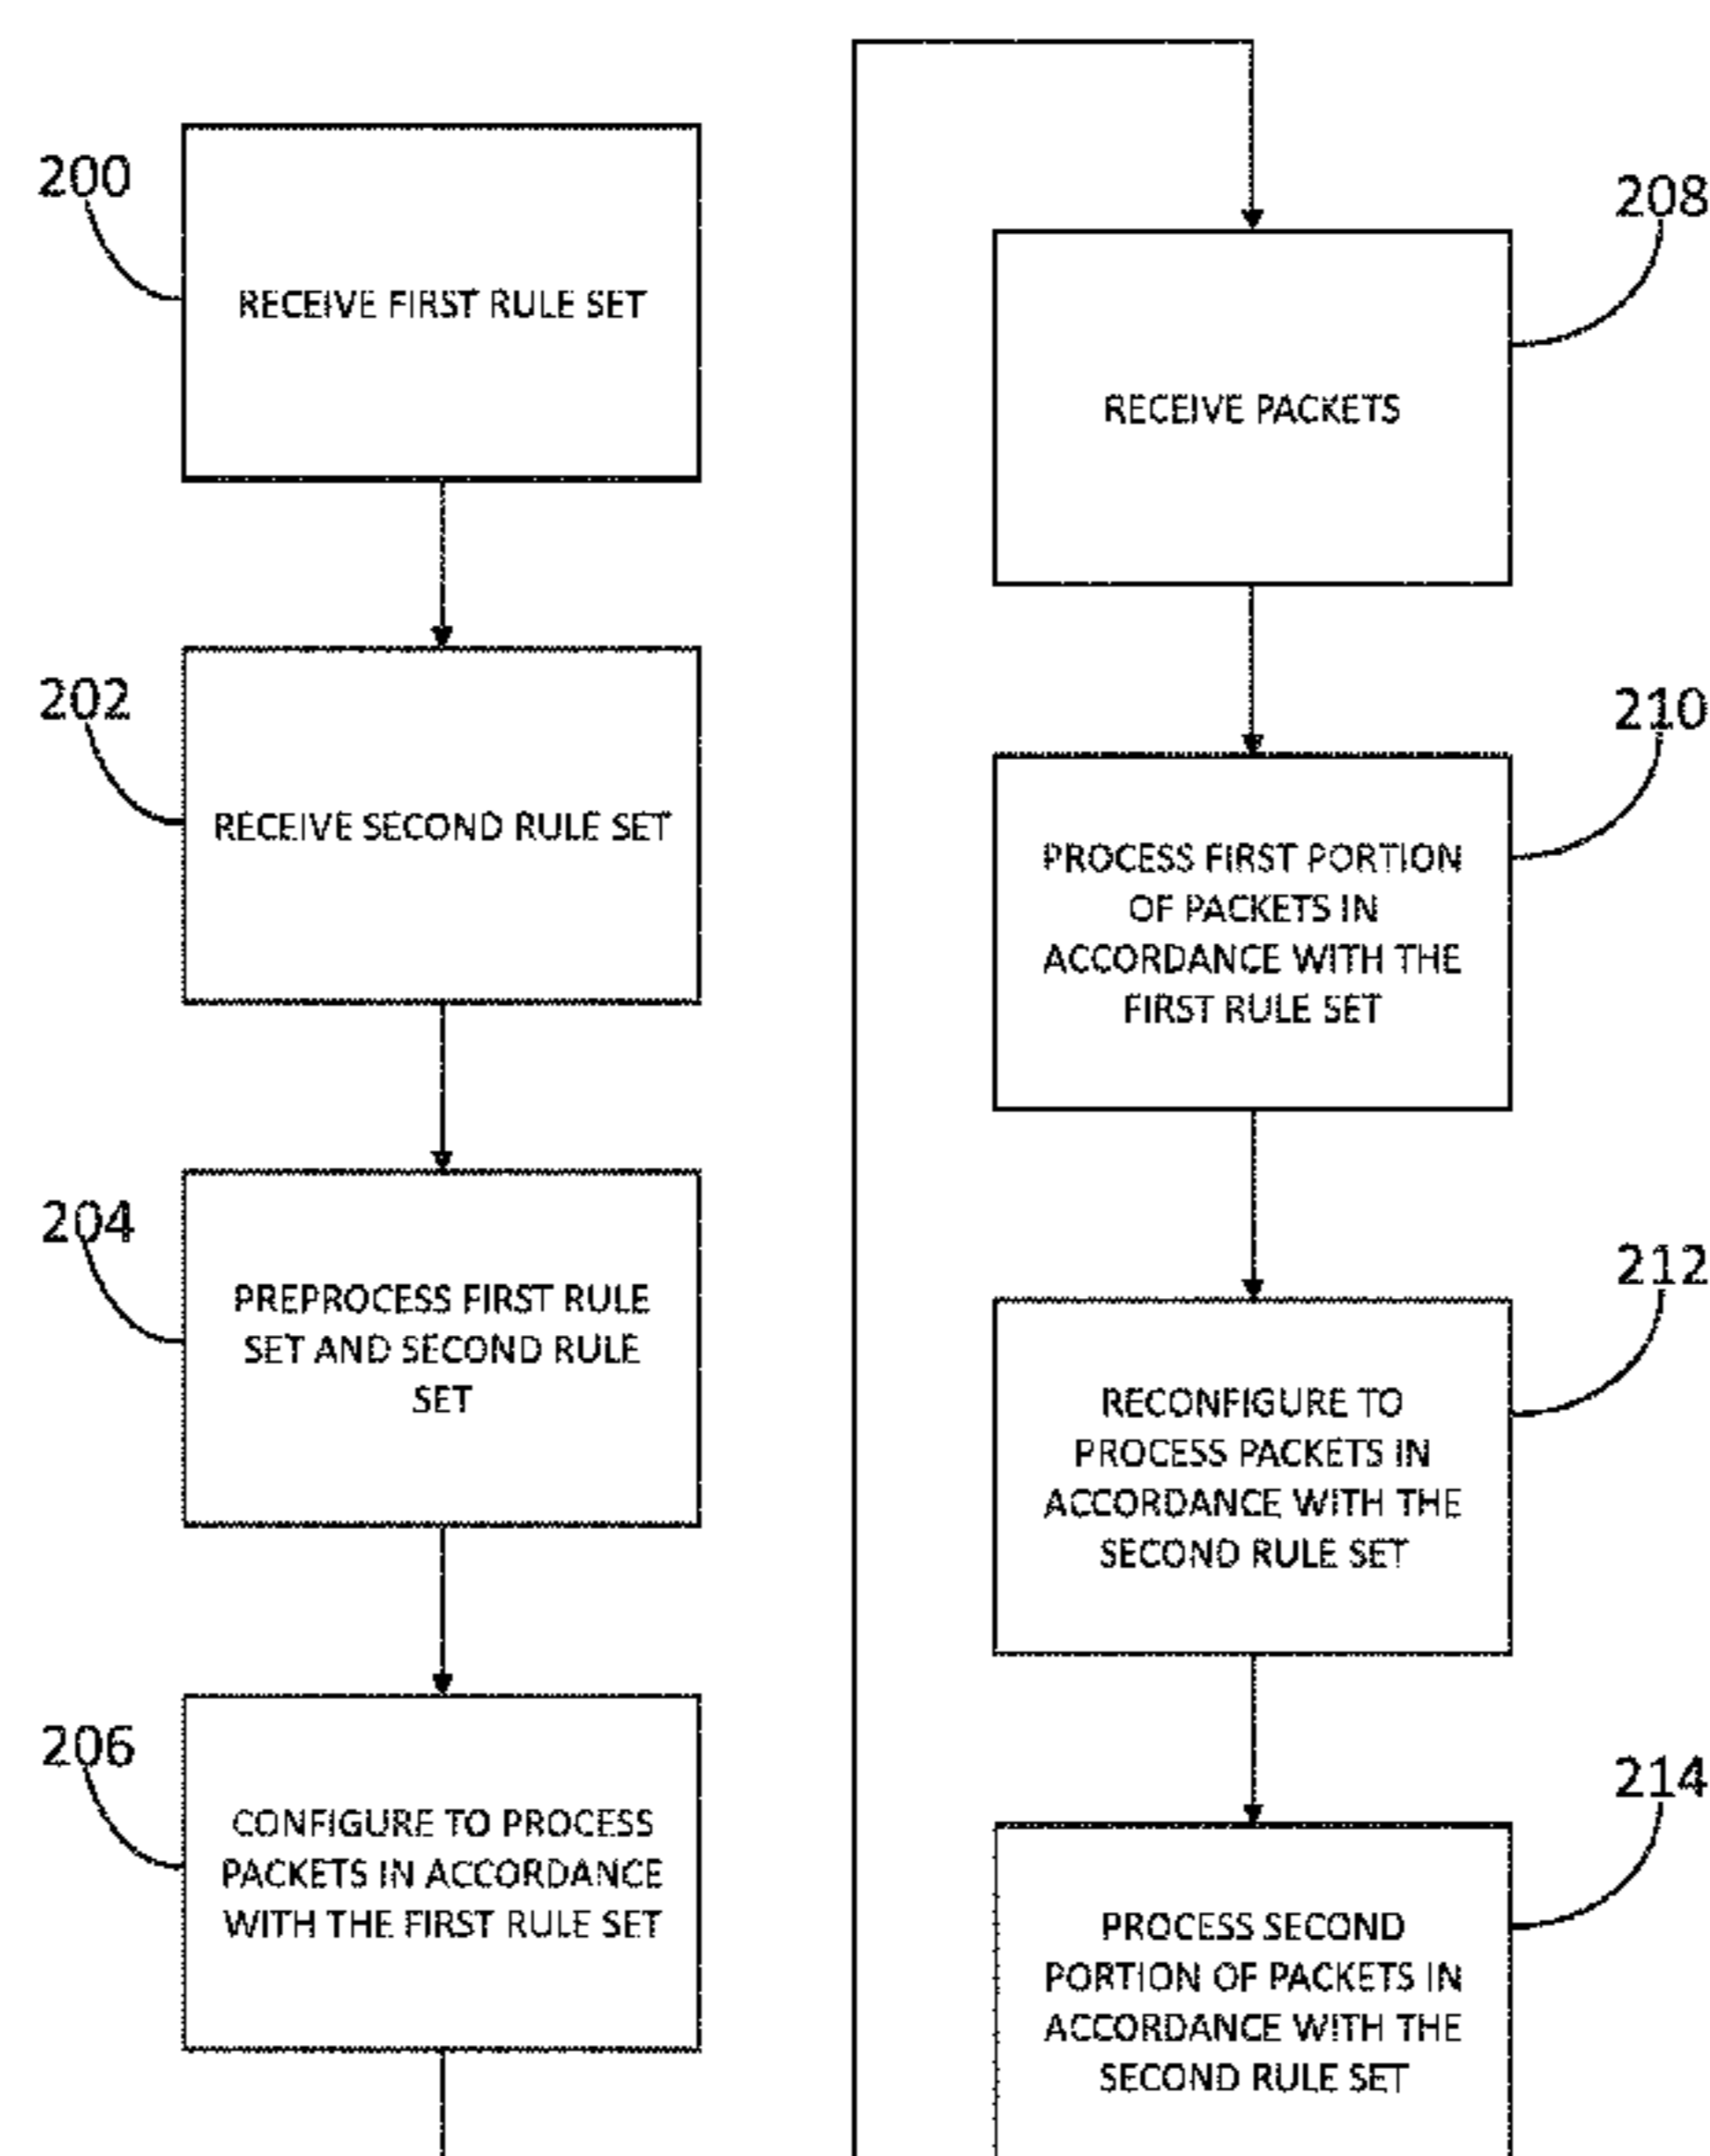 200
RECEIVE FIRST RULE SET
202
RECEIVE SECOND RULE SET
204
PREPROCESS FIRST RULE
SET AND SECOND RULE
SET
206
CONFIGURE TO PROCESS
PACKETS IN ACCORDANCE
WITH THE FIRST RULE SET
208
RECEIVE PACKETS
210
PROCESS FIRST PORTION
OF PACKETS IN
ACCORDANCE WITH THE
FIRST RULE SET
212
RECONFIGURE TO
PROCESS PACKETS IN
ACCORDANCE WITH THE
SECOND RULE SET
214
PROCESS SECOND
PORTION OF PACKETS IN
ACCORDANCE WITH THE
SECOND RULE SET